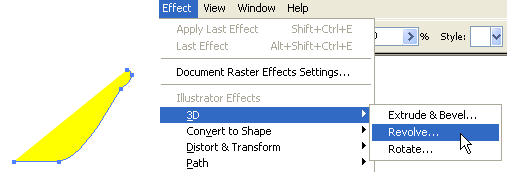 Effect View Window Help
Apply Last Effect Shift+Ctrl+E
Last Effect Alt+Shift+Ctrl+E
% Style:
Document Raster Effects Settings...
Illustrator Effects
3D
Extrude & Bevel...
Convert to Shape
Revolve...
Distort & Transform
Rotate...
Path